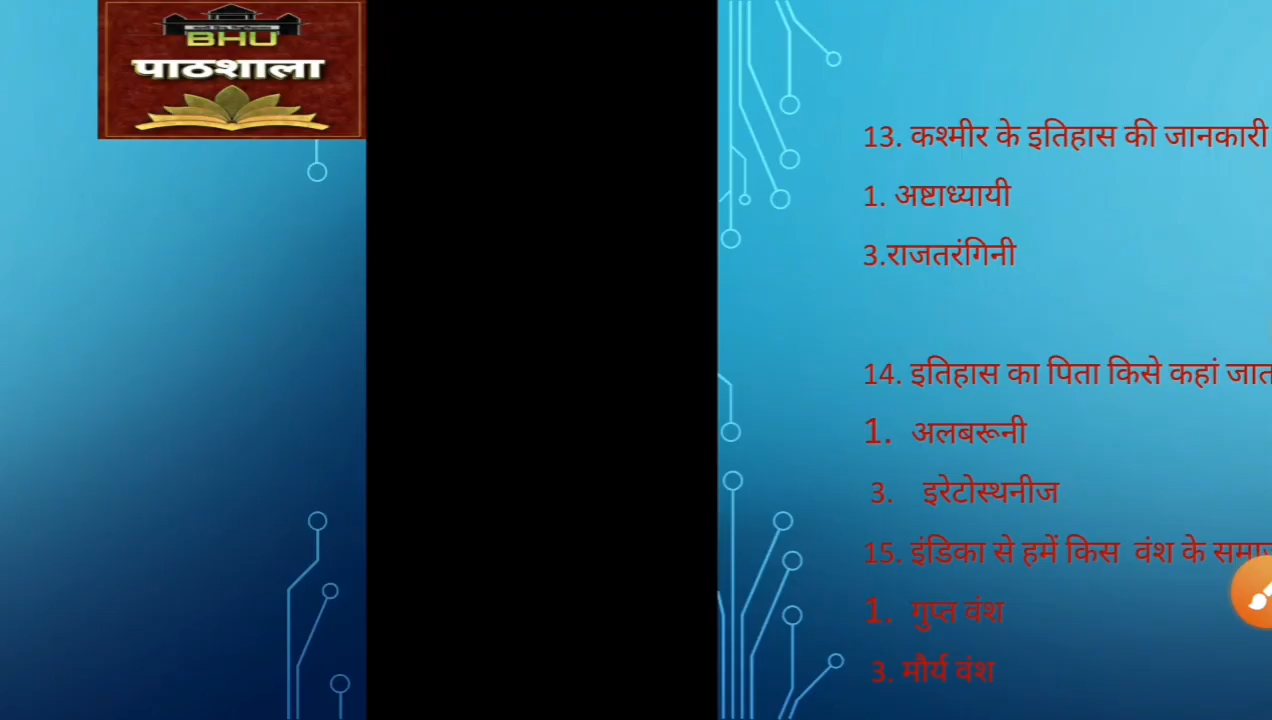 BHU
पाठशाला
13. कश्मीर के इतिहास की जानकारी
1. अष्टाध्यायी
3.राजतरंगिनी
14. इतिहास का पिता किसे कहां जात
1. अलबरूनी
3. इरेटोस्थनीज
15. इंडिका से हमें किस वंश के
1. गुप्त वंश
3. मौर्य वंश